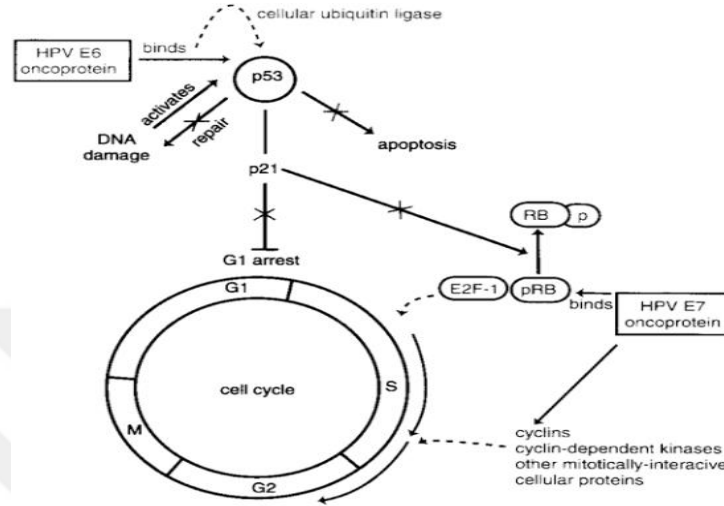 cellular ubiquitin ligase
HPV E6
oncoprotein
binds
p53
activates
repair
DNA
damage
apoptosis
p21
RB
p
G1 arrest
G1
E2F-1
pRB
binds
HPV E7
oncoprotein
cell cycle
S
M
G2
cyclins
cyclin-dependent kinases
other mitotically-interacive
cellular proteins